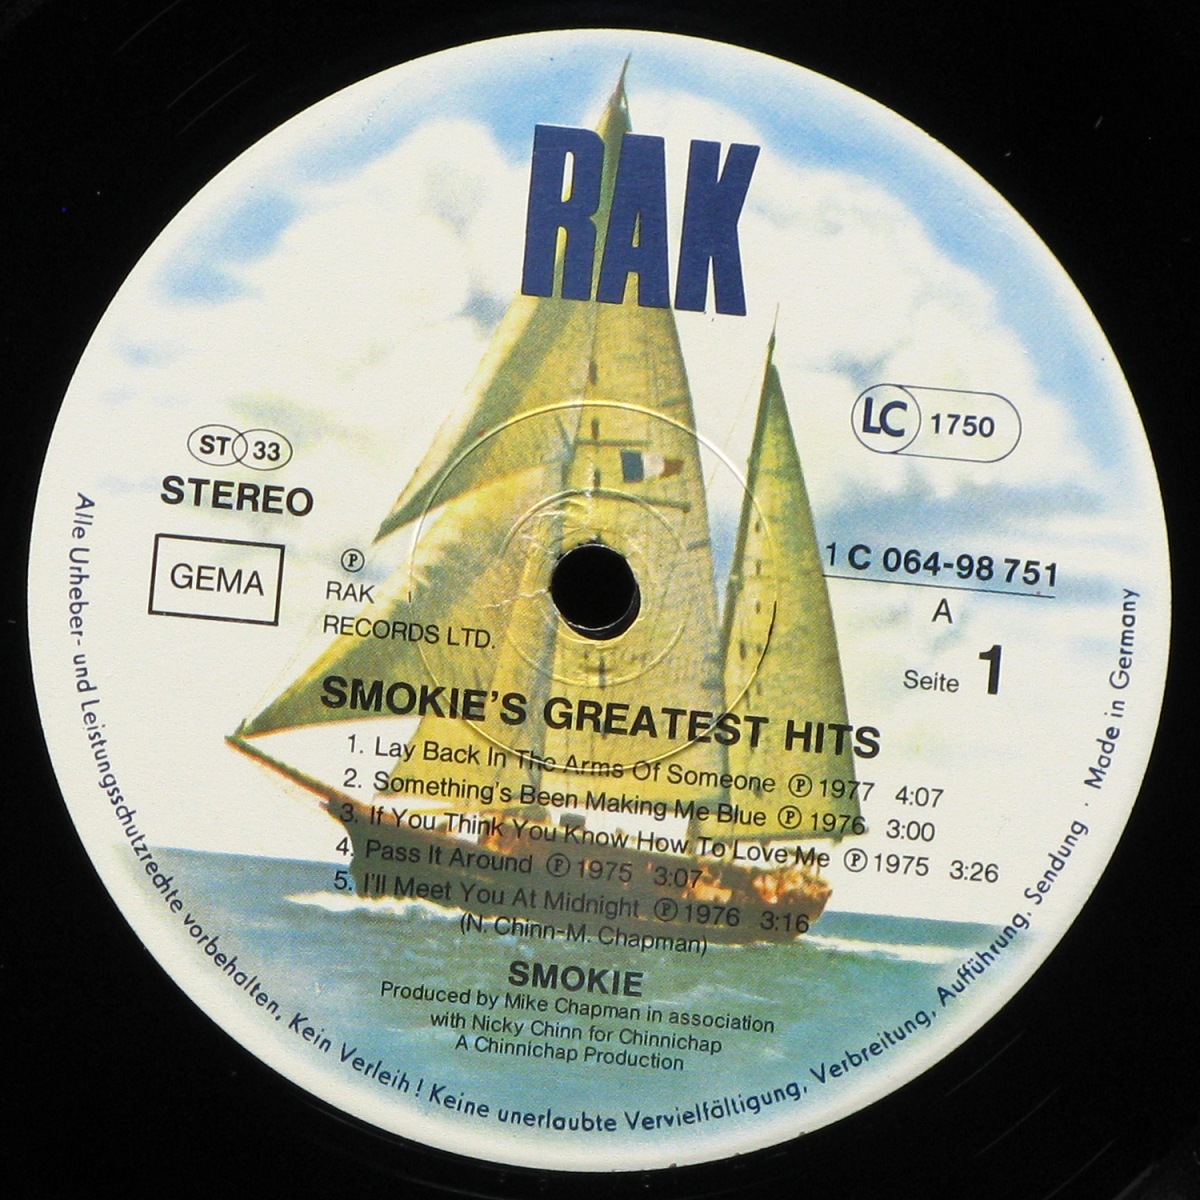 RAK
LC 1750
ST 33
STEREO
GEMA
℗
RAK
RECORDS LTD.
1 C 064-98 751
A
Seite 1
SMOKIE'S GREATEST HITS
1. Lay Back In The Arms Of Someone ℗ 1977 4:07
2. Something's Been Making Me Blue ℗ 1976 3:00
3. If You Think You Know How To Love Me ℗ 1975 3:26
4. Pass It Around ℗ 1975 3:07
5. I'll Meet You At Midnight ℗ 1976 3:16
(N. Chinn-M. Chapman)
SMOKIE
Produced by Mike Chapman in association
with Nicky Chinn for Chinnichap
A Chinnichap Production
Alle Urheber- und Leistungsschutzrechte vorbehalten, Kein Verleih! Keine unerlaubte Vervielfältigung, Verbreitung, Aufführung, Sendung · Made in Germany